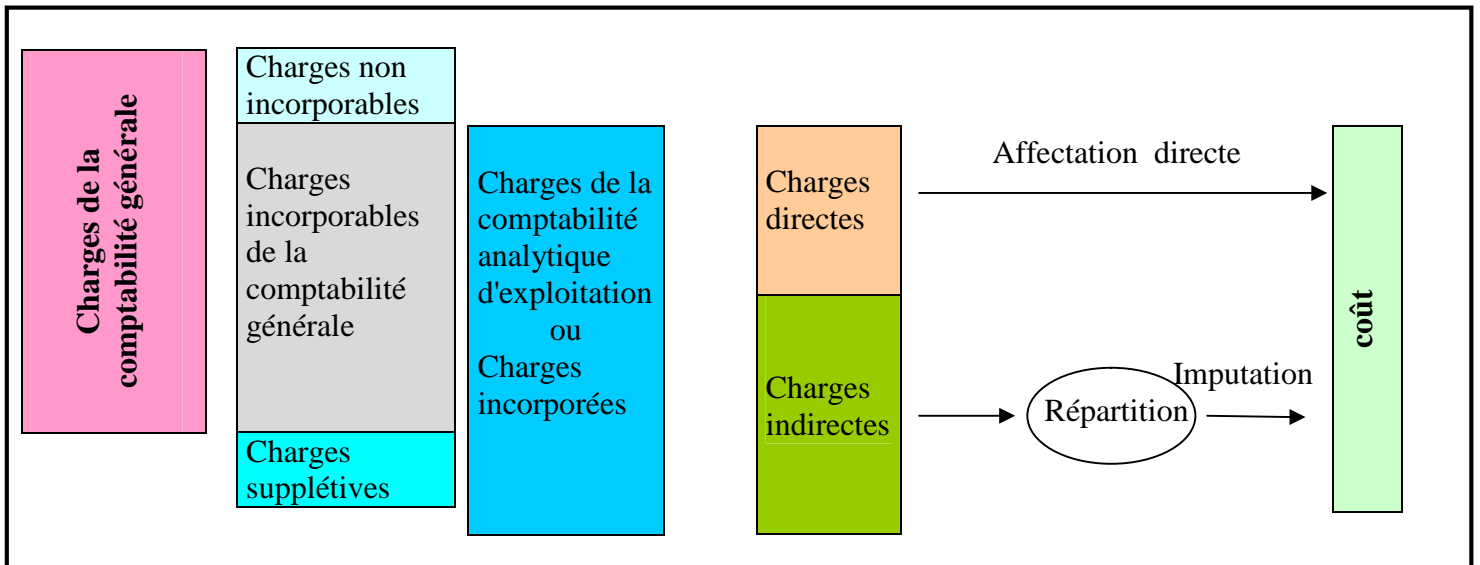 Charges de la
comptabilité générale
Charges non
incorporables
Charges
incorporables
de la
comptabilité
générale
Charges
supplétives
Charges de la
comptabilité
analytique
d'exploitation
ou
Charges
incorporées
Charges
directes
Charges
indirectes
Affectation directe
Répartition
Imputation
coût